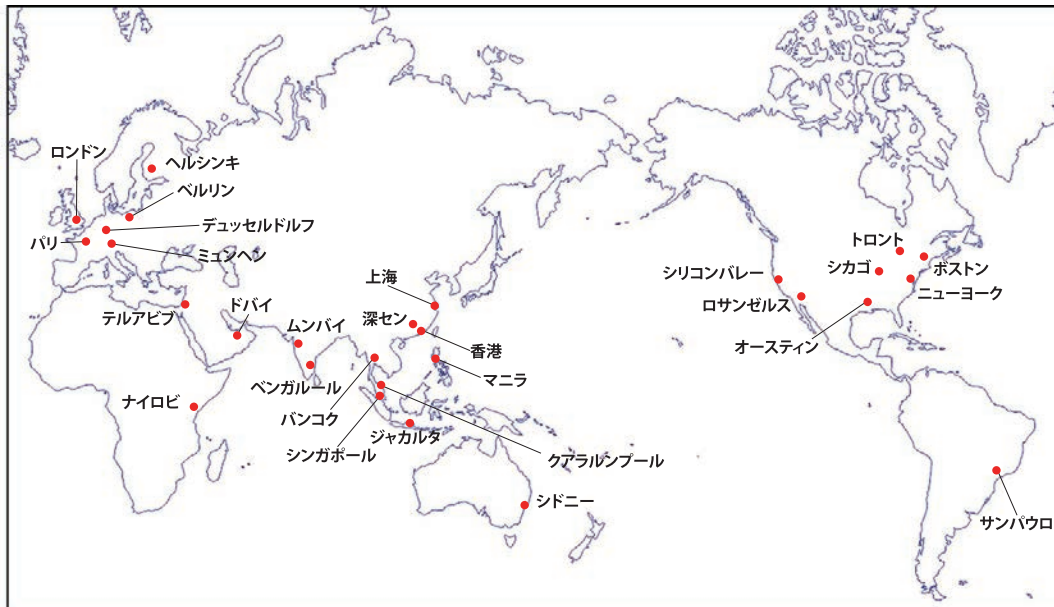 ロンドン
ヘルシンキ
ベルリン
デュッセルドルフ
パリ
ミュンヘン
テルアビブ
ドバイ
ムンバイ
ベンガルール
ナイロビ
上海
深セン
香港
マニラ
バンコク
シンガポール
ジャカルタ
クアラルンプール
シドニー
シリコンバレー
ロサンゼルス
トロント
シカゴ
ボストン
ニューヨーク
オースティン
サンパウロ